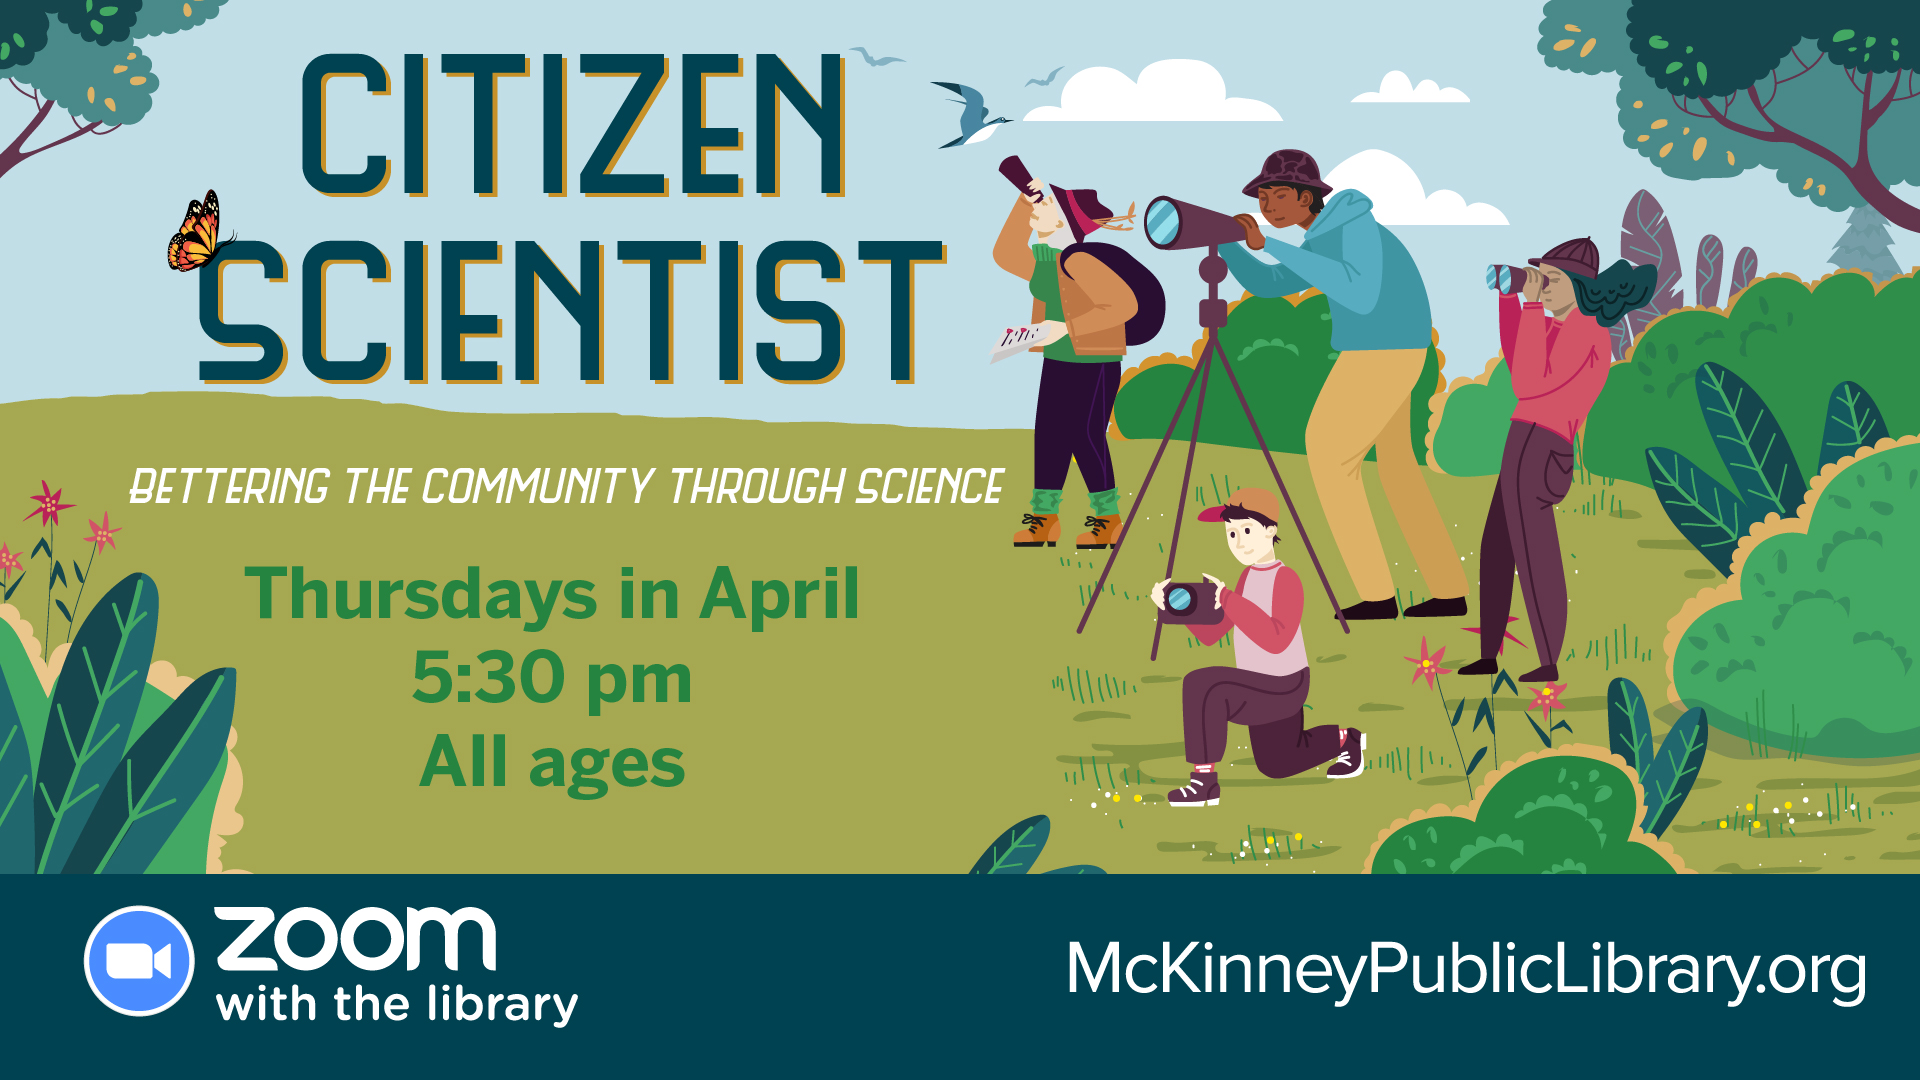 CITIZEN
SCIENTIST
BETTERING THE COMMUNITY THROUGH SCIENCE
Thursdays in April
5:30 pm
All ages
zoom
with the library
McKinneyPublicLibrary.org